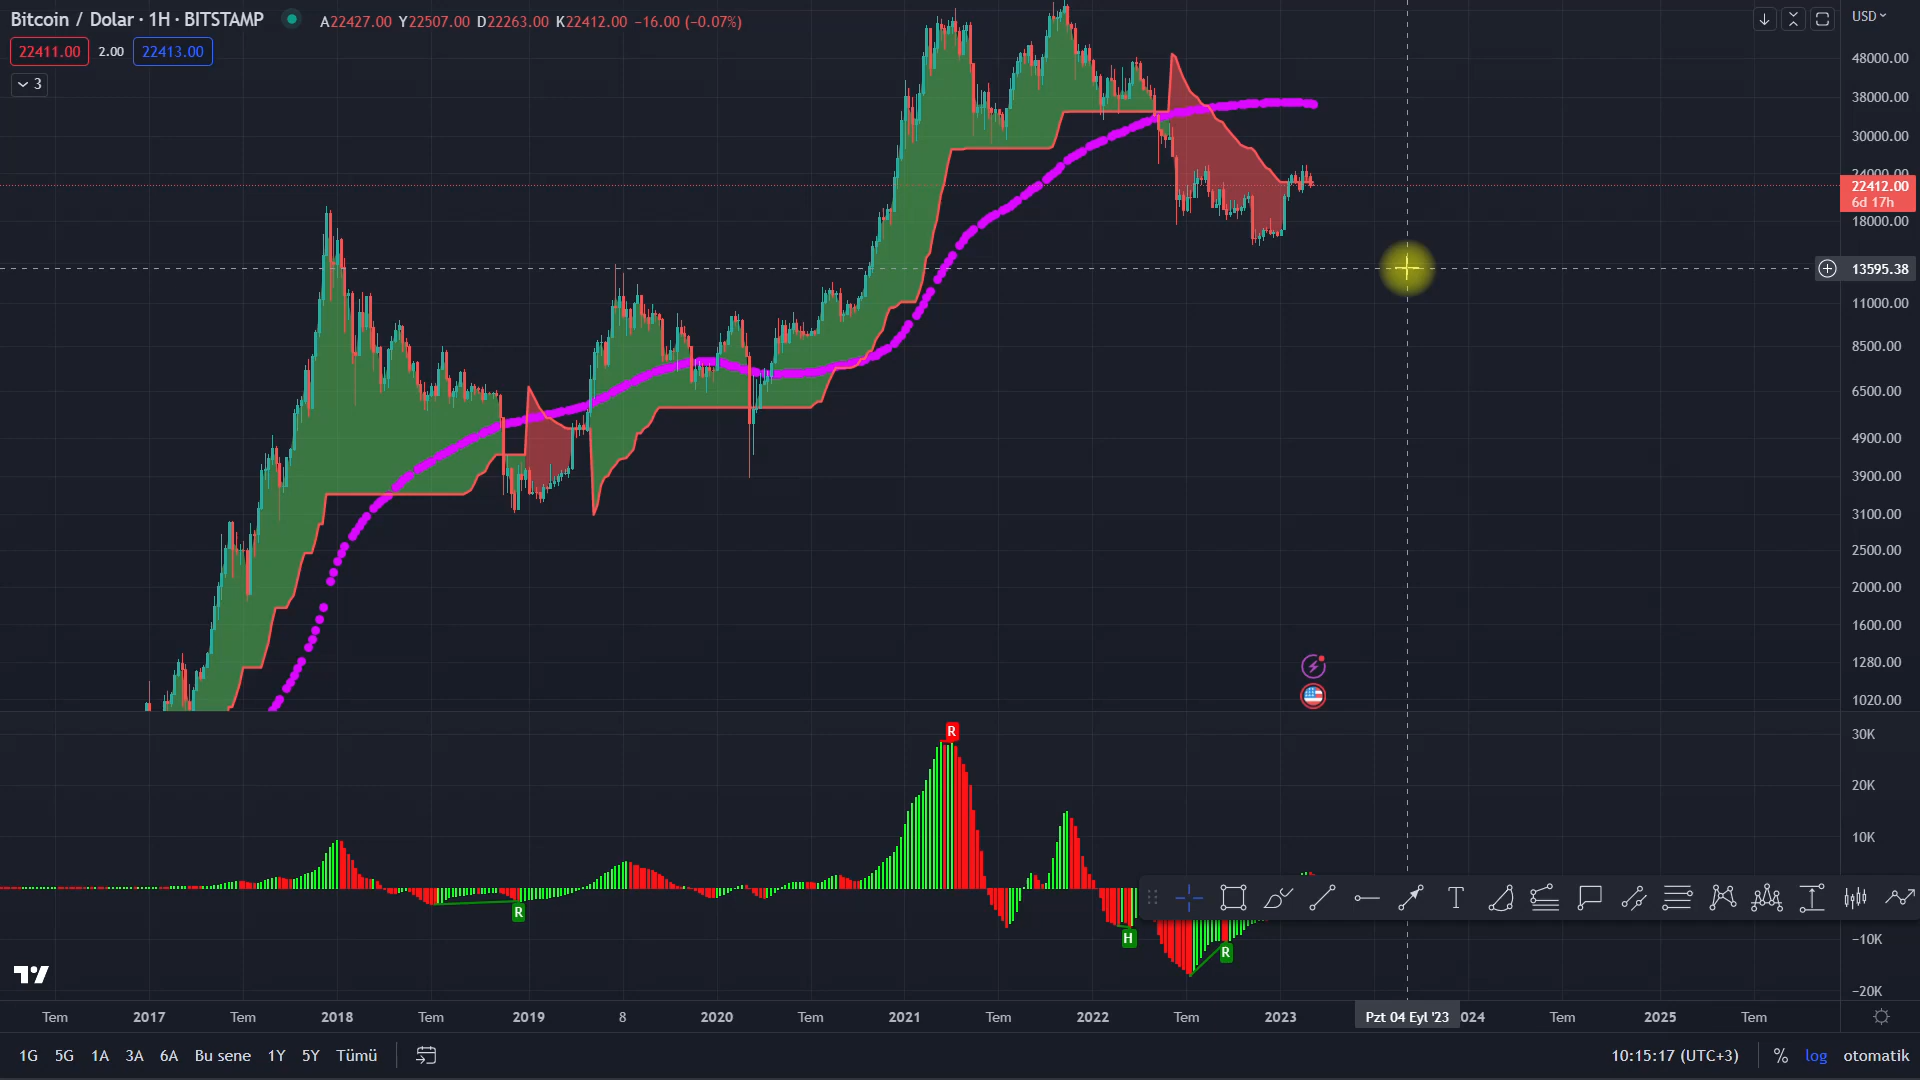 Bitcoin / Dolar · 1H · BITSTAMP
A22427.00 Y22507.00 D22263.00 K22412.00 −16.00 (−0.07%)
USD
22411.00 2.00 22413.00
3
48000.00
38000.00
30000.00
24000.00
22412.00
6d 17h
18000.00
13595.38
11000.00
8500.00
6500.00
4900.00
3900.00
3100.00
2500.00
2000.00
1600.00
1280.00
1020.00
R
30K
20K
10K
R
H
R
T
−10K
−20K
Tem 2017 Tem 2018 Tem 2019 8 2020 Tem 2021 Tem 2022 Tem 2023 Pzt 04 Eyl '23 024 Tem 2025 Tem
1G 5G 1A 3A 6A Bu sene 1Y 5Y Tümü 10:15:17 (UTC+3) % log otomatik